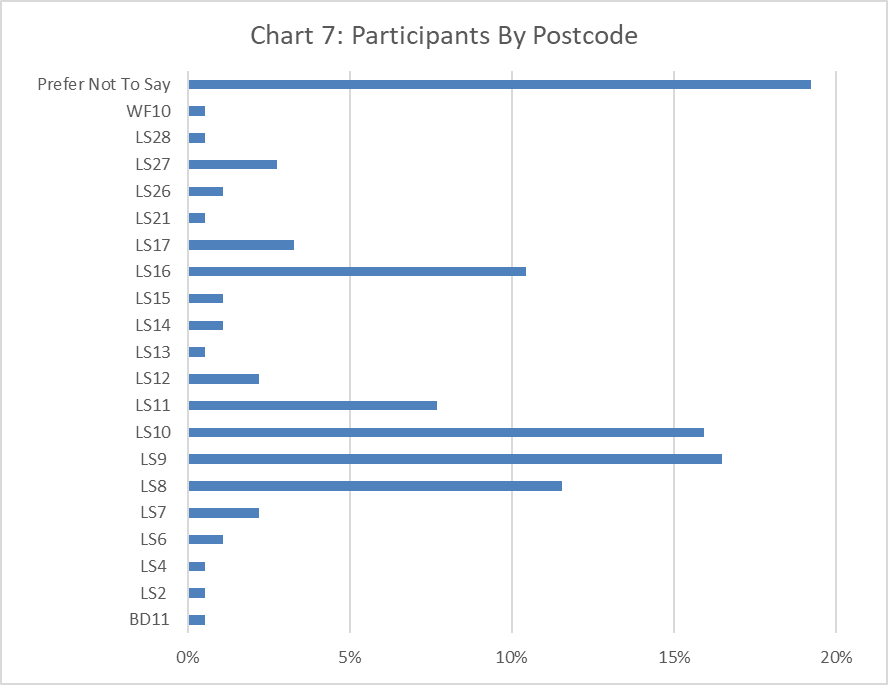 Chart 7: Participants By Postcode
Prefer Not To Say
WF10
LS28
LS27
LS26
LS21
LS17
LS16
LS15
LS14
LS13
LS12
LS11
LS10
LS9
LS8
LS7
LS6
LS4
LS2
BD11
0% 5% 10% 15% 20%